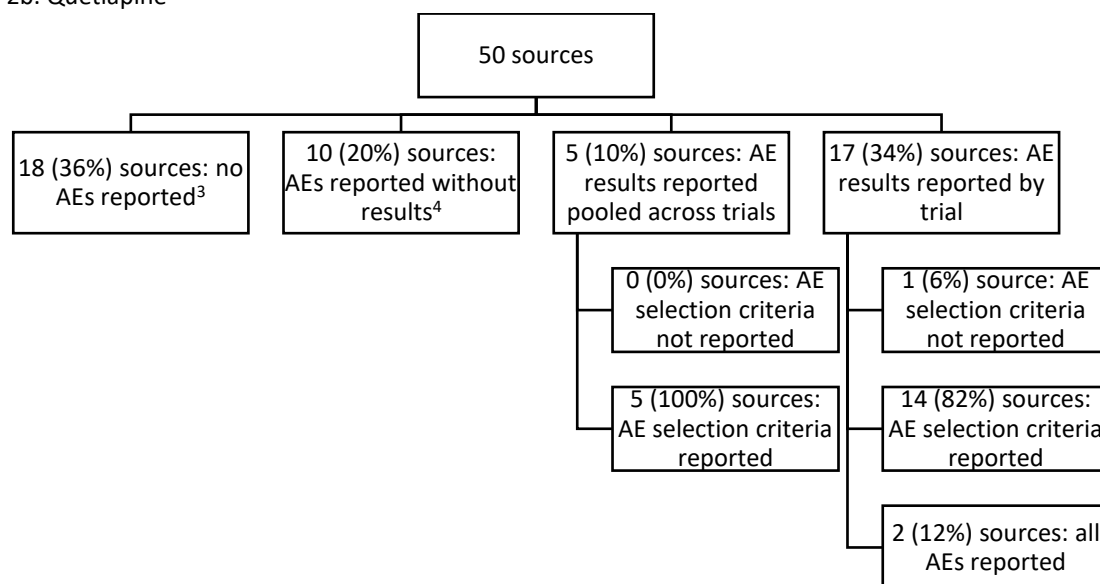 2b. Quetiapine
50 sources
18 (36%) sources: no
AEs reported³
10 (20%) sources:
AEs reported without
results⁴
5 (10%) sources: AE
results reported
pooled across trials
17 (34%) sources: AE
results reported by
trial
0 (0%) sources: AE
selection criteria
not reported
1 (6%) source: AE
selection criteria
not reported
5 (100%) sources:
AE selection criteria
reported
14 (82%) sources:
AE selection criteria
reported
2 (12%) sources: all
AEs reported